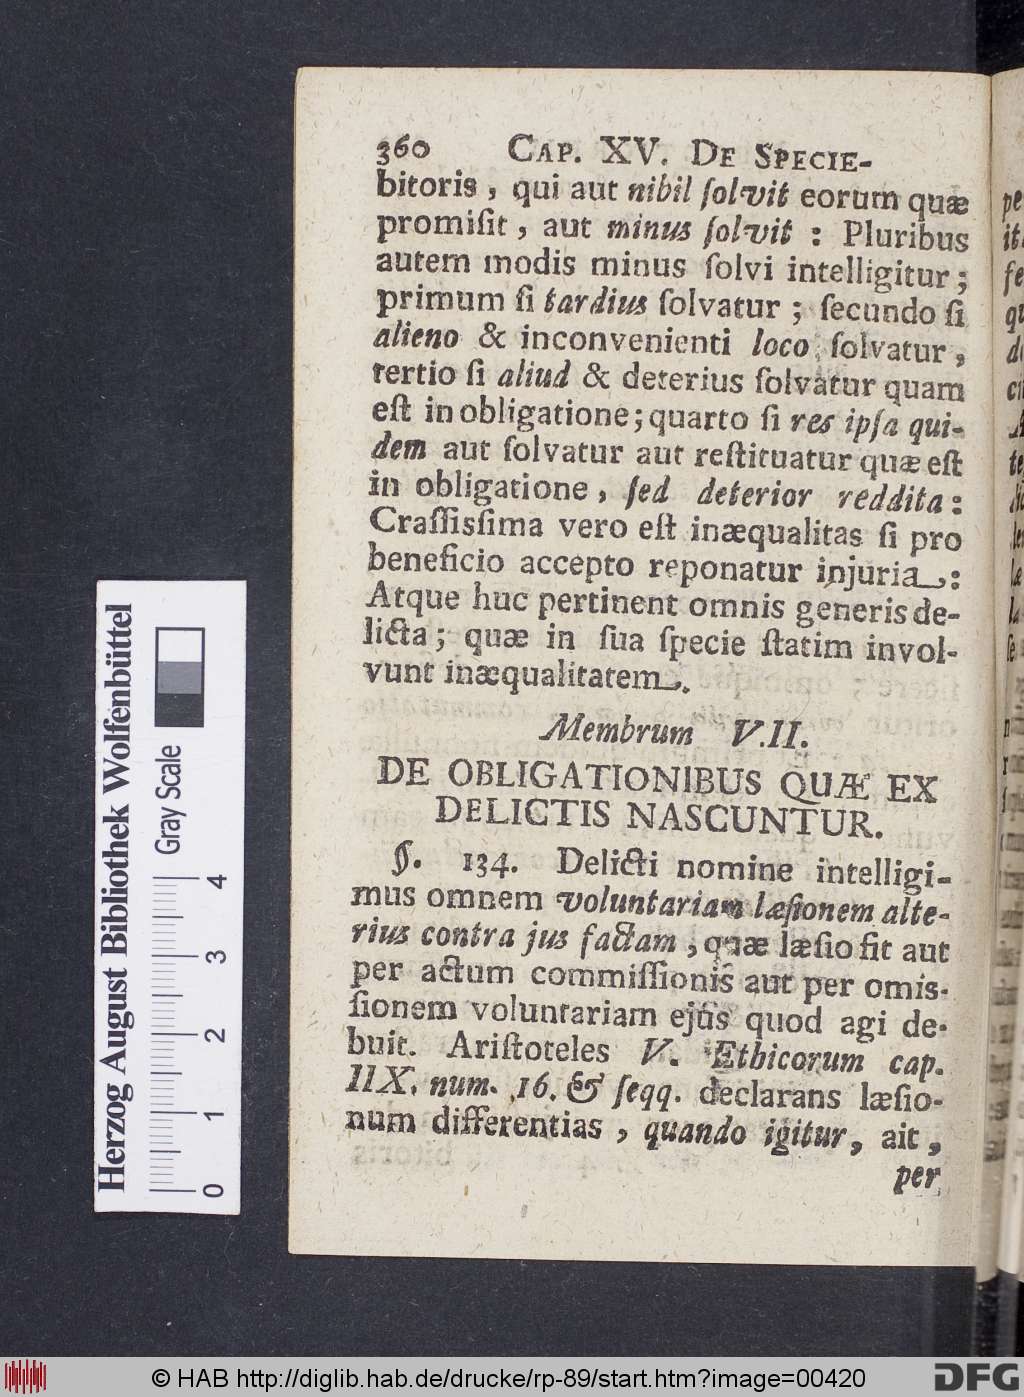 360 CAP. XV. DE SPECIE-
bitoris, qui aut nihil ſolvit eorum quæ
promiſit, aut minus ſolvit : Pluribus
autem modis minus ſolvi intelligitur;
primum ſi tardius ſolvatur ; ſecundo ſi
alieno & inconvenienti loco ſolvatur,
tertio ſi aliud & deterius ſolvatur quam
eſt in obligatione; quarto ſi res ipſa qui-
dem aut ſolvatur aut reſtituatur quæ eſt
in obligatione, ſed deterior reddita:
Craſſisſima vero eſt inæqualitas ſi pro
beneficio accepto reponatur injuria:
Atque huc pertinent omnis generis de-
licta; quæ in ſua ſpecie ſtatim invol-
vunt inæqualitatem.
Membrum VII.
DE OBLIGATIONIBUS QUÆ EX
DELICTIS NASCUNTUR.
§. 134. Delicti nomine intelligi-
mus omnem voluntariam læſionem alte-
rius contra jus factam, quæ læſio fit aut
per actum commiſſionis aut per omis-
ſionem voluntariam ejus quod agi de-
buit. Ariſtoteles V. Ethicorum cap.
IIX. num. 16. & ſeqq. declarans læſio-
num differentias, quando igitur, ait,
per
Herzog August Bibliothek Wolfenbüttel
Gray Scale
0 1 2 3 4
© HAB http://diglib.hab.de/drucke/rp-89/start.htm?image=00420
DFG